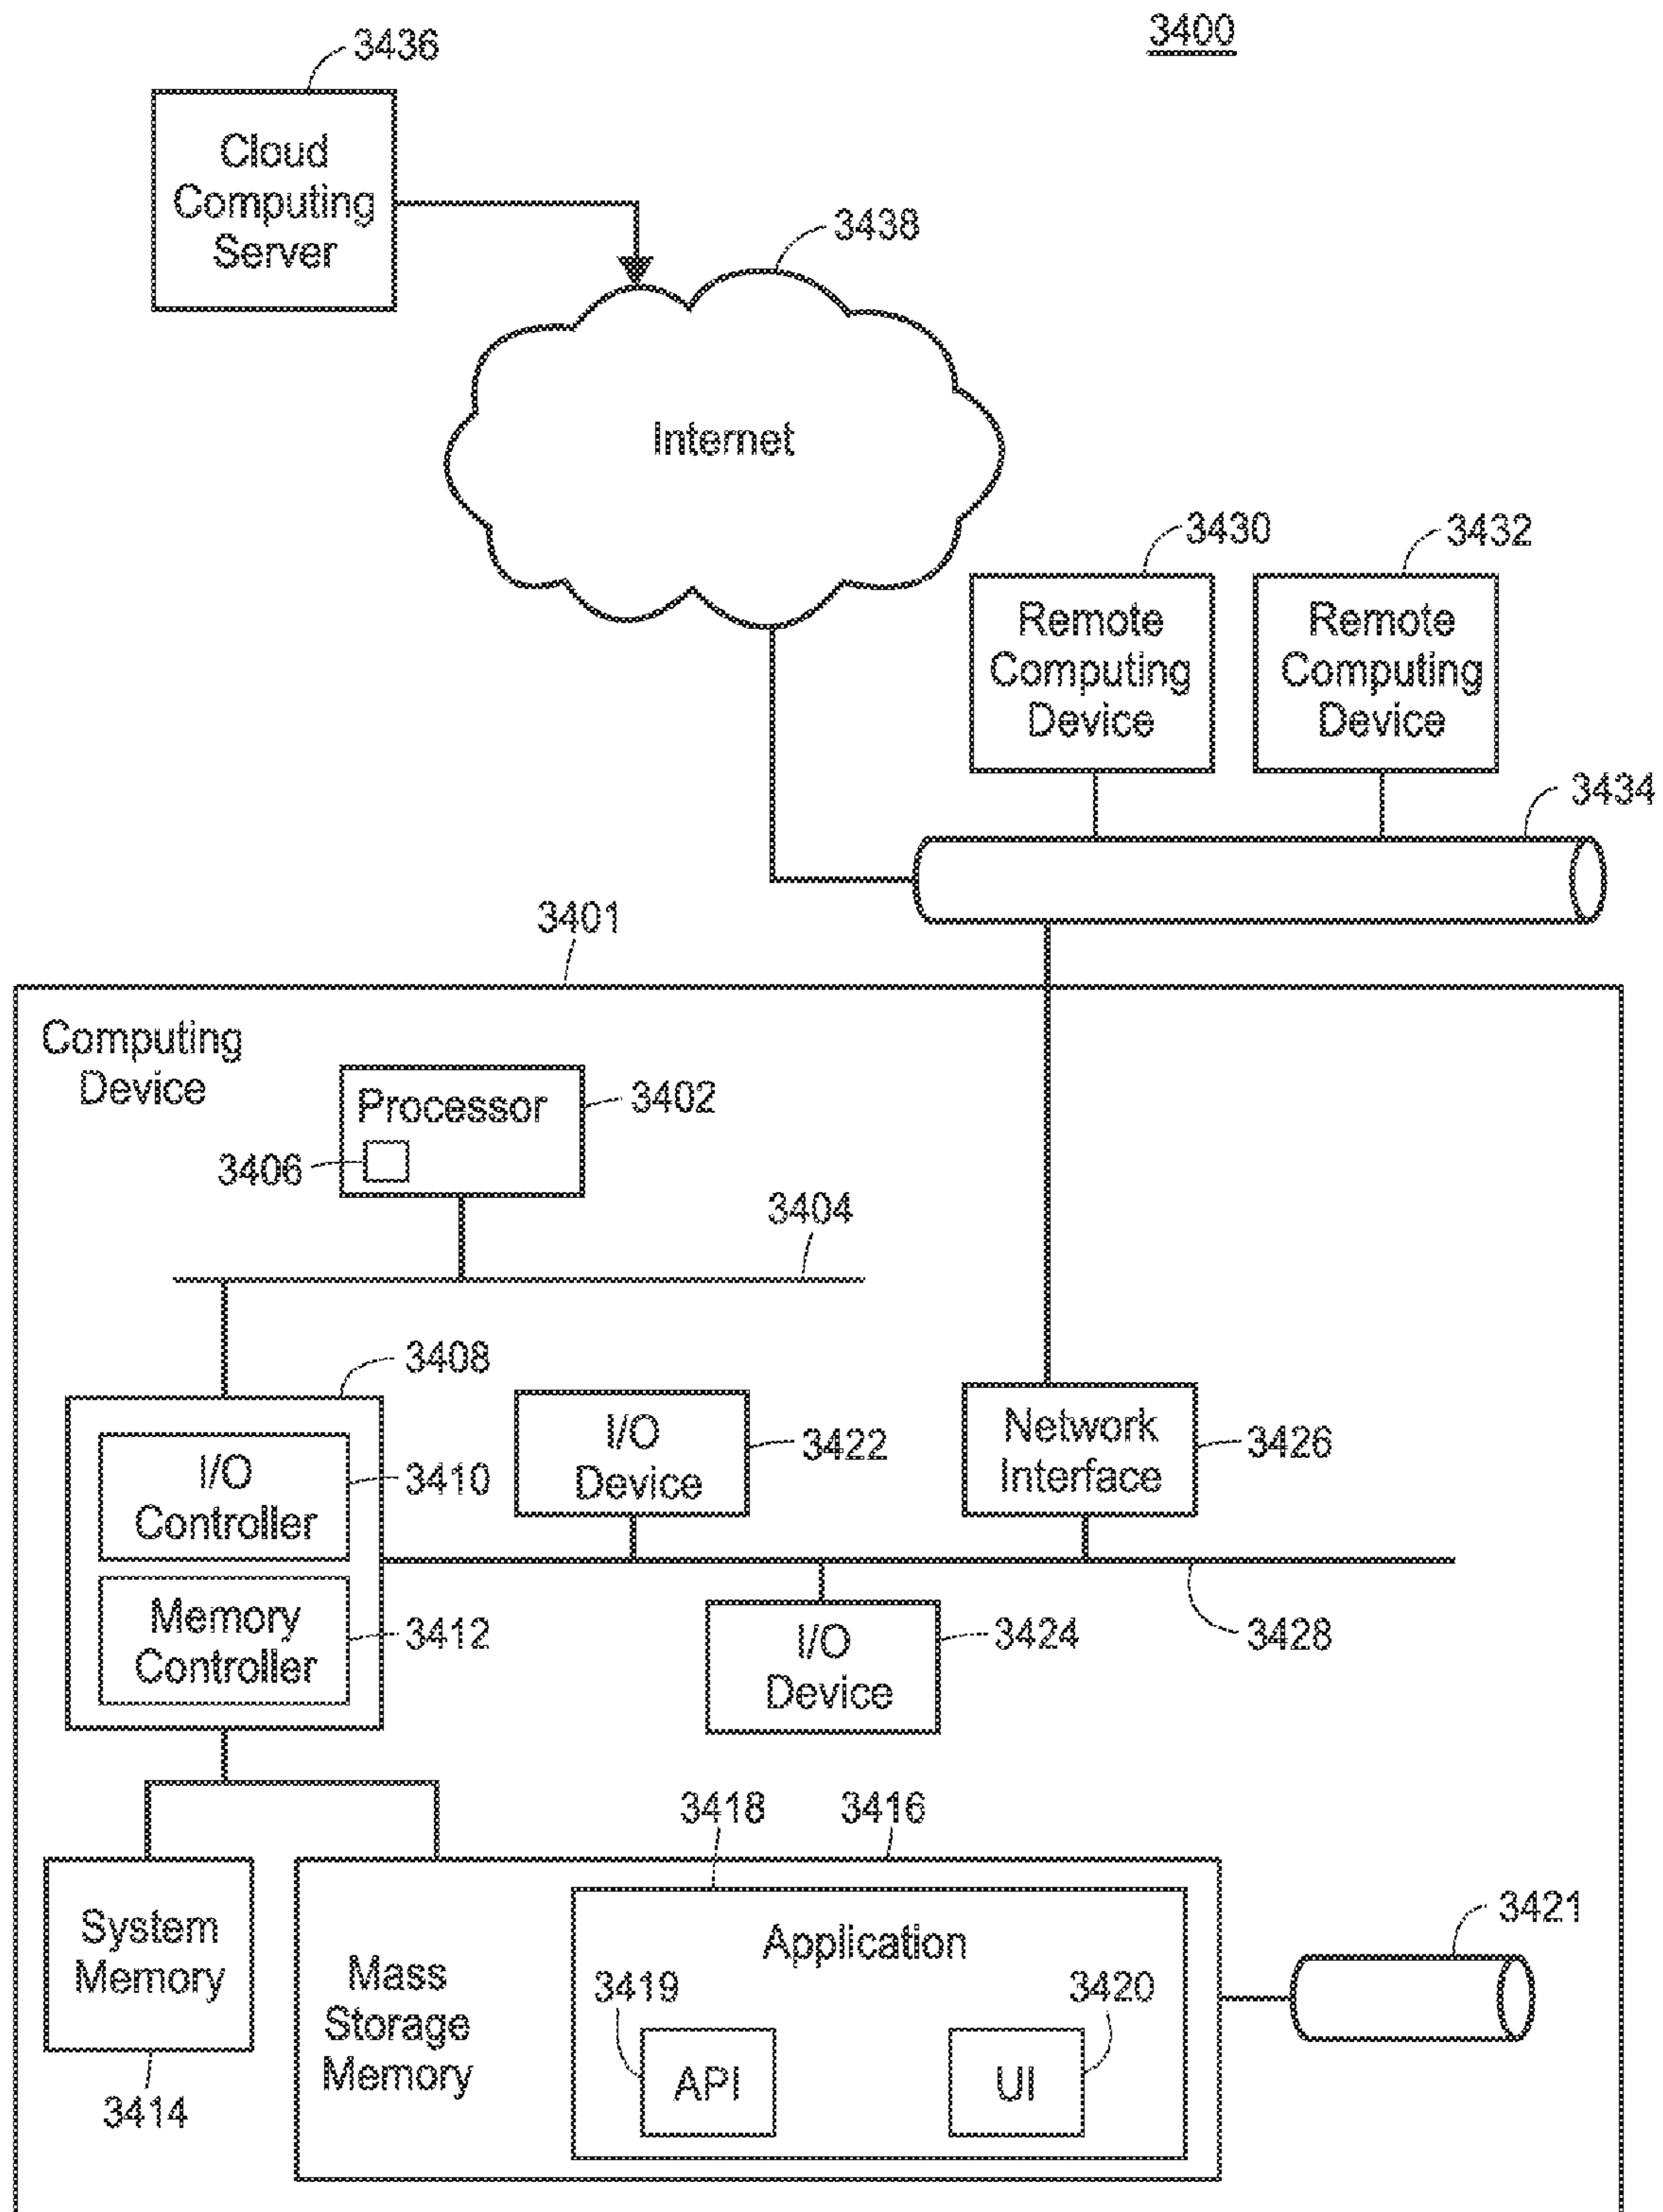 3400
3436
Cloud
Computing
Server
3438
Internet
3430
3432
Remote
Computing
Device
Remote
Computing
Device
3434
3401
Computing
Device
Processor
3402
3406
3404
3408
I/O
Controller
3410
Memory
Controller
3412
I/O
Device
3422
Network
Interface
3426
I/O
Device
3424
3428
3418
3416
System
Memory
3414
Mass
Storage
Memory
Application
3419
3420
API
UI
3421